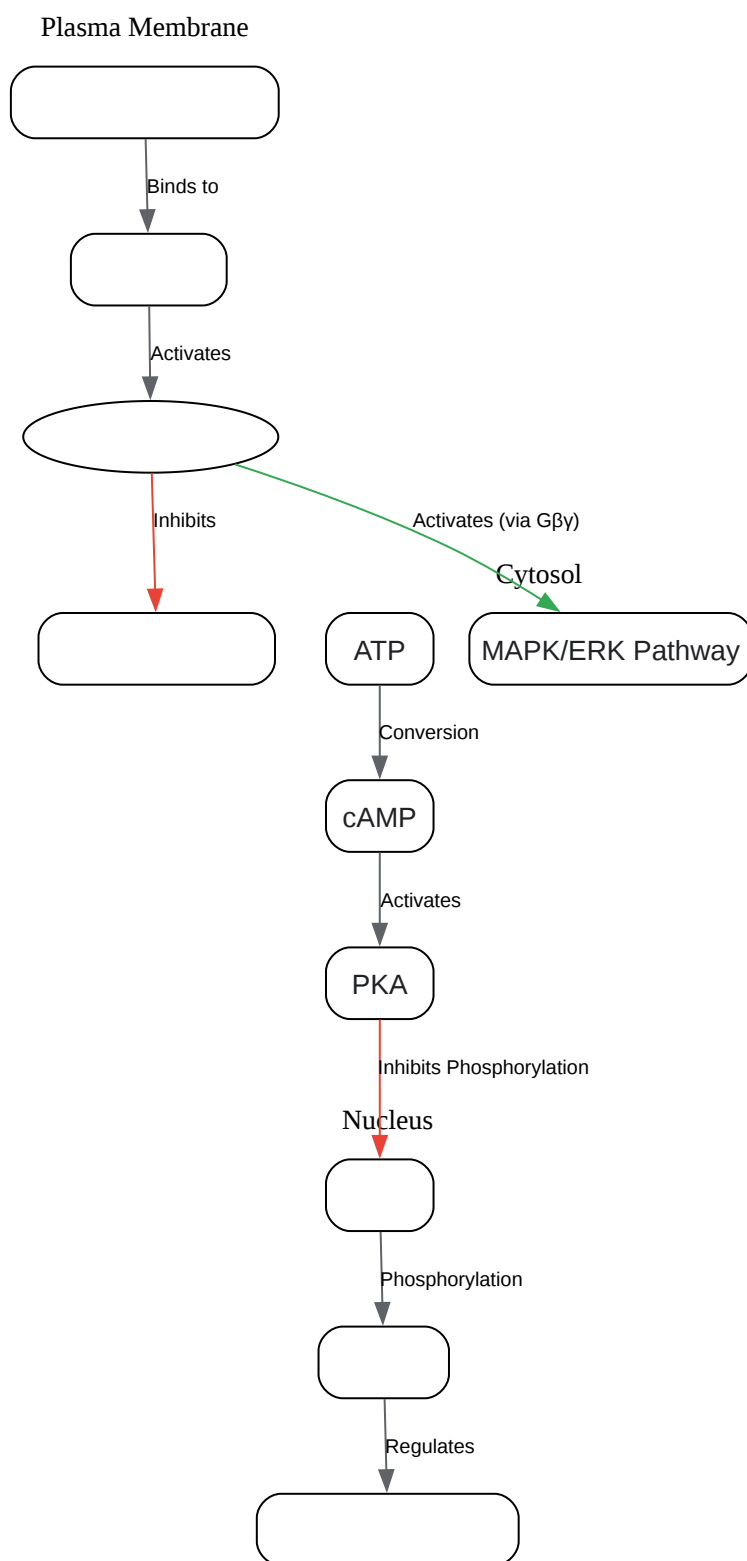 Plasma Membrane
Binds to
Activates
Inhibits
Activates (via Gβγ)
Cytosol
ATP
MAPK/ERK Pathway
Conversion
cAMP
Activates
PKA
Inhibits Phosphorylation
Nucleus
Phosphorylation
Regulates